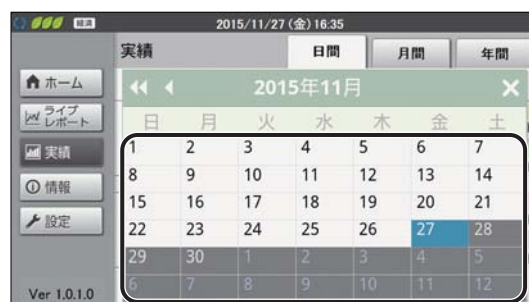 経済 2015/11/27 (金) 16:35
実績 日間 月間 年間
ホーム
ライブレポート
実績
情報
設定
Ver 1.0.1.0
2015年11月
日 月 火 水 木 金 土
1 2 3 4 5 6 7
8 9 10 11 12 13 14
15 16 17 18 19 20 21
22 23 24 25 26 27 28
29 30 1 2 3 4 5
6 7 8 9 10 11 12